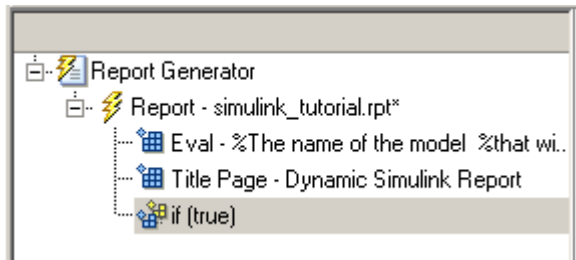 Report Generator
Report - simulink_tutorial.rpt*
Eval - %The name of the model %that wi..
Title Page - Dynamic Simulink Report
if (true)